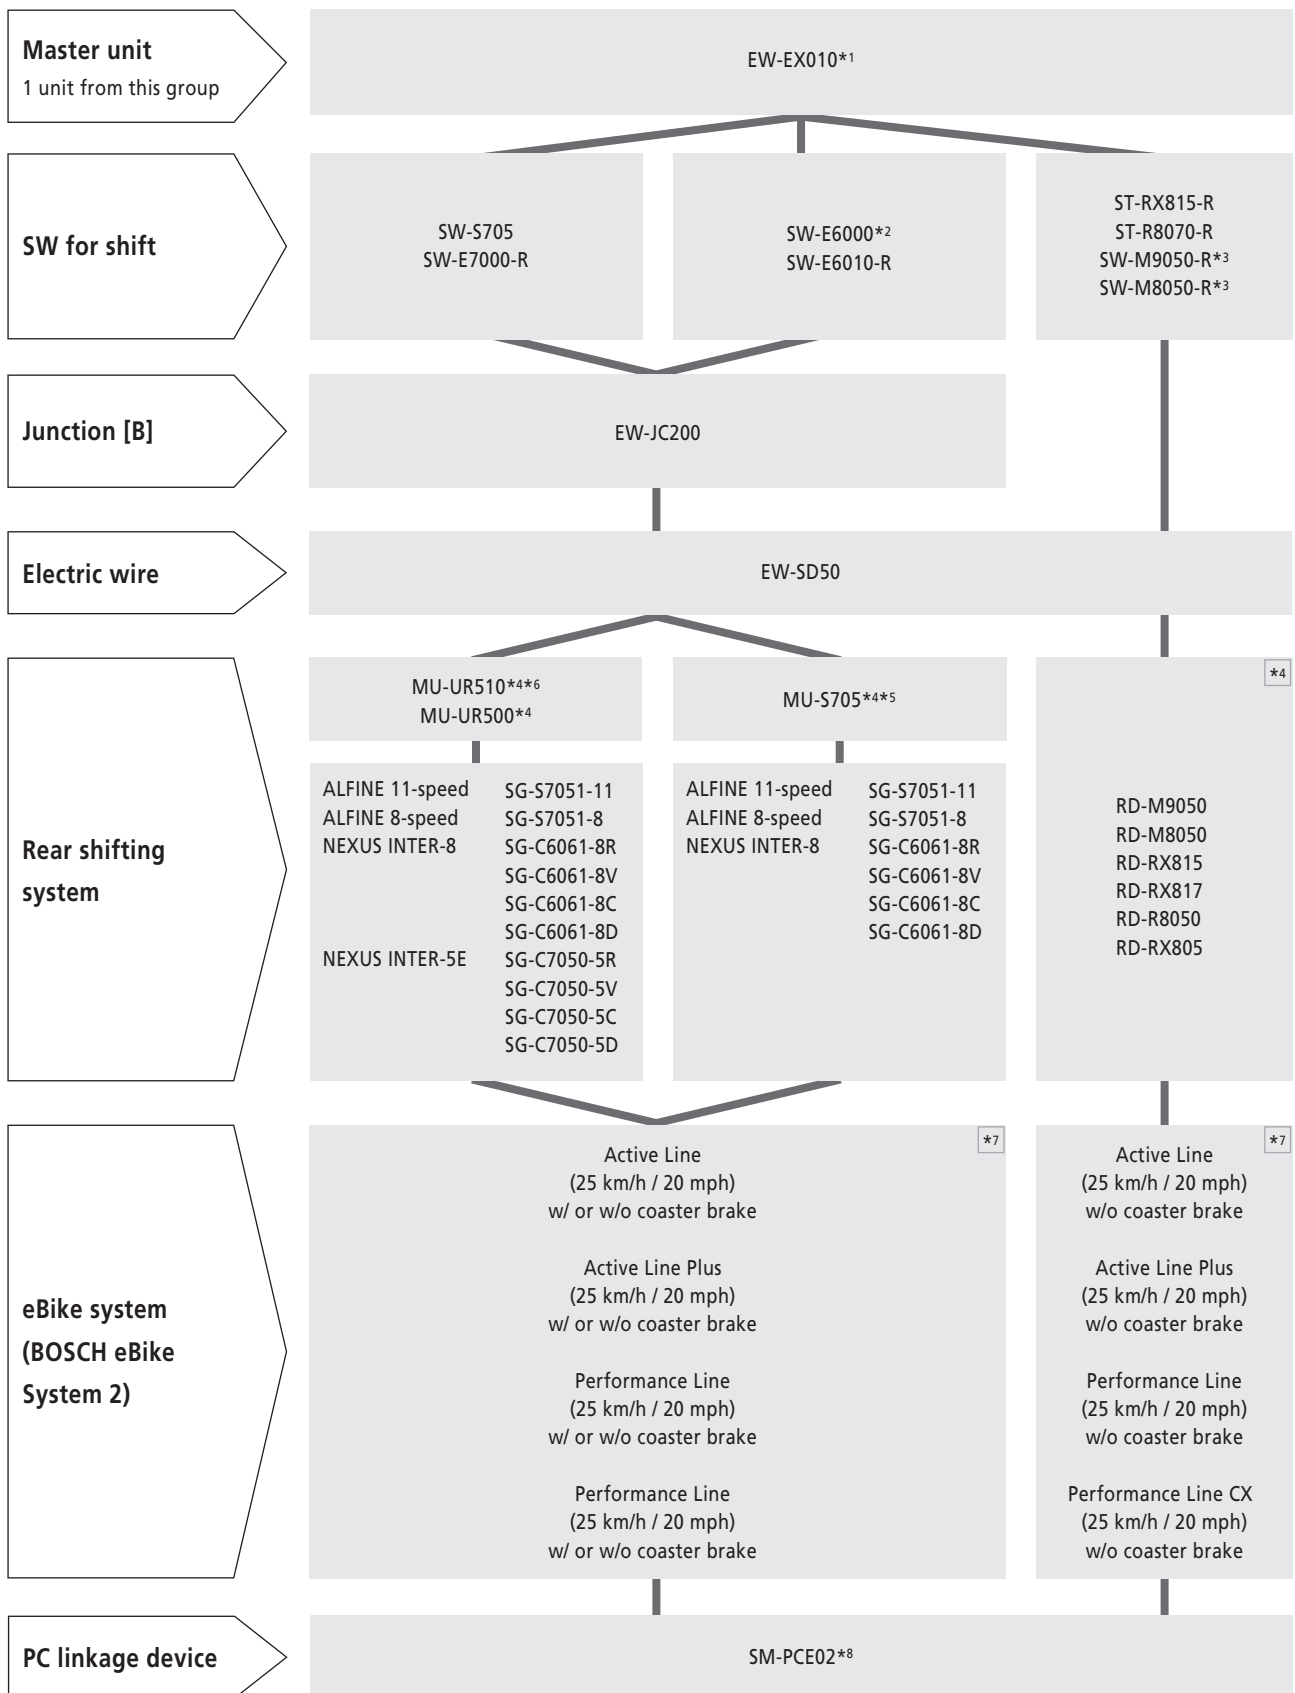 Master unit
1 unit from this group
EW-EX010*1
SW for shift
SW-S705
SW-E7000-R
SW-E6000*2
SW-E6010-R
ST-RX815-R
ST-R8070-R
SW-M9050-R*3
SW-M8050-R*3
Junction [B]
EW-JC200
Electric wire
EW-SD50
Rear shifting
system
MU-UR510*4*6
MU-UR500*4
ALFINE 11-speed SG-S7051-11
ALFINE 8-speed SG-S7051-8
NEXUS INTER-8 SG-C6061-8R
SG-C6061-8V
SG-C6061-8C
SG-C6061-8D
NEXUS INTER-5E SG-C7050-5R
SG-C7050-5V
SG-C7050-5C
SG-C7050-5D
MU-S705*4*5
ALFINE 11-speed SG-S7051-11
ALFINE 8-speed SG-S7051-8
NEXUS INTER-8 SG-C6061-8R
SG-C6061-8V
SG-C6061-8C
SG-C6061-8D
*4
RD-M9050
RD-M8050
RD-RX815
RD-RX817
RD-R8050
RD-RX805
eBike system
(BOSCH eBike
System 2)
*7
Active Line
(25 km/h / 20 mph)
w/ or w/o coaster brake
Active Line Plus
(25 km/h / 20 mph)
w/ or w/o coaster brake
Performance Line
(25 km/h / 20 mph)
w/ or w/o coaster brake
Performance Line
(25 km/h / 20 mph)
w/ or w/o coaster brake
*7
Active Line
(25 km/h / 20 mph)
w/o coaster brake
Active Line Plus
(25 km/h / 20 mph)
w/o coaster brake
Performance Line
(25 km/h / 20 mph)
w/o coaster brake
Performance Line CX
(25 km/h / 20 mph)
w/o coaster brake
PC linkage device
SM-PCE02*8